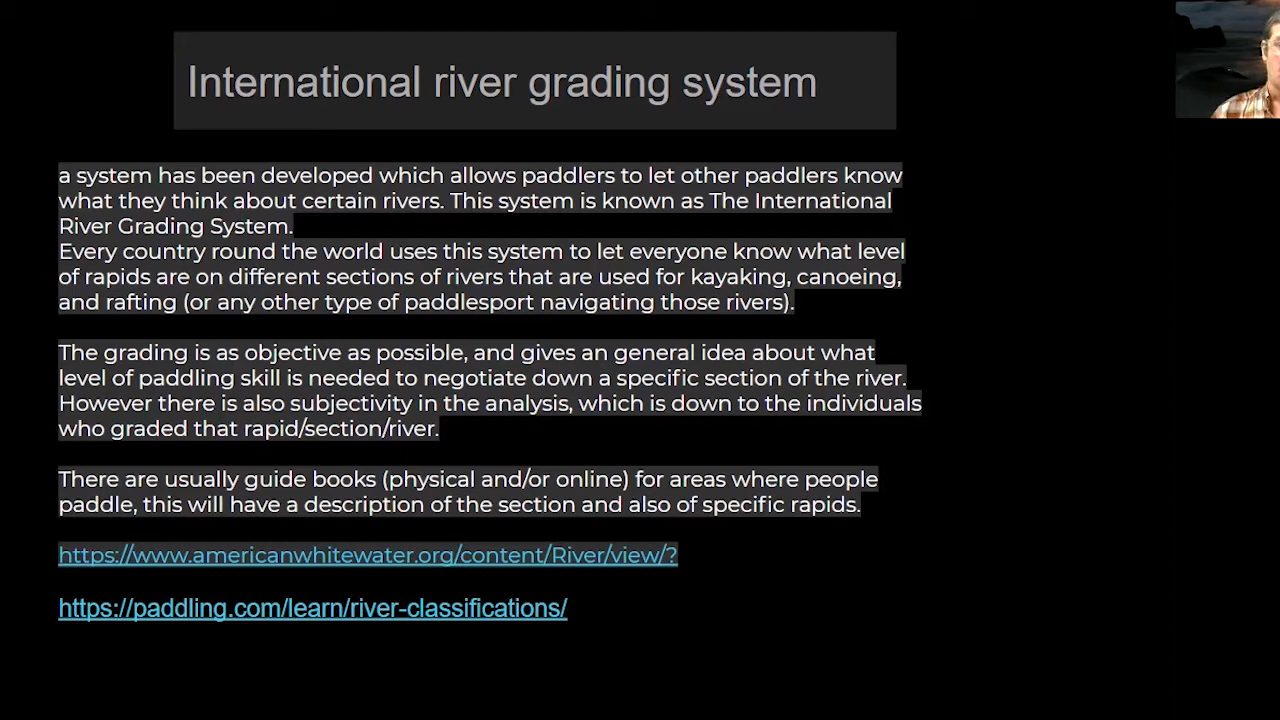 International river grading system
a system has been developed which allows paddlers to let other paddlers know
what they think about certain rivers. This system is known as The International
River Grading System.
Every country round the world uses this system to let everyone know what level
of rapids are on different sections of rivers that are used for kayaking, canoeing,
and rafting (or any other type of paddlesport navigating those rivers).
The grading is as objective as possible, and gives an general idea about what
level of paddling skill is needed to negotiate down a specific section of the river.
However there is also subjectivity in the analysis, which is down to the individuals
who graded that rapid/section/river.
There are usually guide books (physical and/or online) for areas where people
paddle, this will have a description of the section and also of specific rapids.
https://www.americanwhitewater.org/content/River/view/?
https://paddling.com/learn/river-classifications/